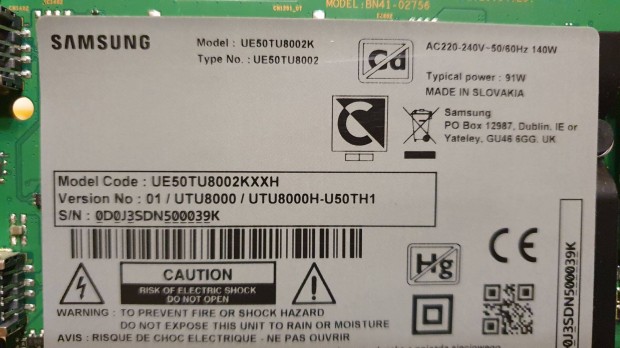 MODEL: BN41-02756
SAMSUNG
Model : UE50TU8002K
Type No. : UE50TU8002
Cd
AC220-240V~50/60Hz 140W
Typical power : 91W
MADE IN SLOVAKIA
Samsung
PO Box 12987, Dublin. IE or
Yateley, GU46 6GG. UK
Model Code : UE50TU8002KXXH
Version No : 01 / UTU8000 / UTU8000H-U50TH1
S/N : 0D0J3SDN500039K
CAUTION
RISK OF ELECTRIC SHOCK
DO NOT OPEN
Hg
CE
WARNING : TO PREVENT FIRE OR SHOCK HAZARD
DO NOT EXPOSE THIS UNIT TO RAIN OR MOISTURE
AVIS : RISQUE DE CHOC ELECTRIQUE - NE PAS OUVRIR
0J3SDN500039K